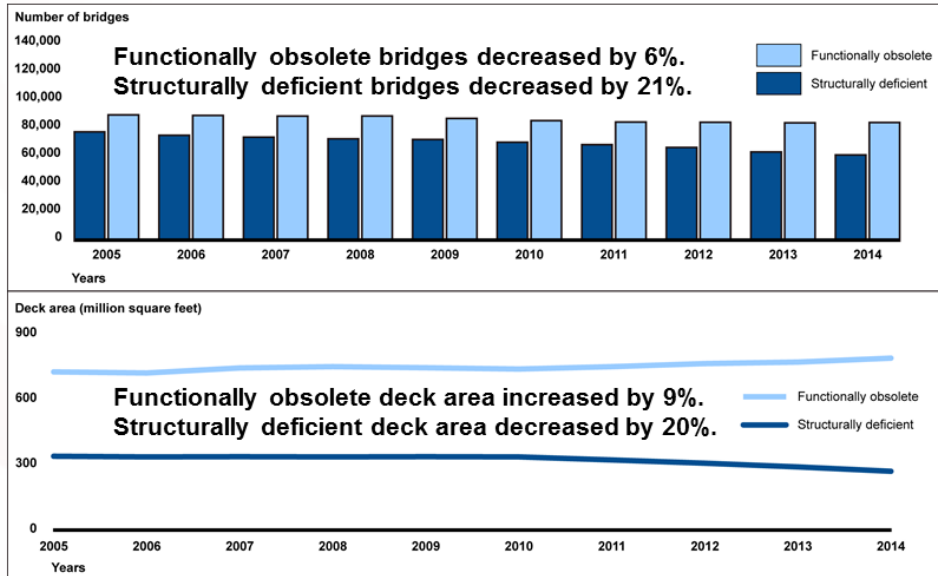 Number of bridges
140,000
120,000
100,000
80,000
60,000
40,000
20,000
0
Functionally obsolete bridges decreased by 6%.
Structurally deficient bridges decreased by 21%.
Functionally obsolete
Structurally deficient
2005 2006 2007 2008 2009 2010 2011 2012 2013 2014
Years
Deck area (million square feet)
900
600
300
0
Functionally obsolete deck area increased by 9%.
Structurally deficient deck area decreased by 20%.
Functionally obsolete
Structurally deficient
2005 2006 2007 2008 2009 2010 2011 2012 2013 2014
Years